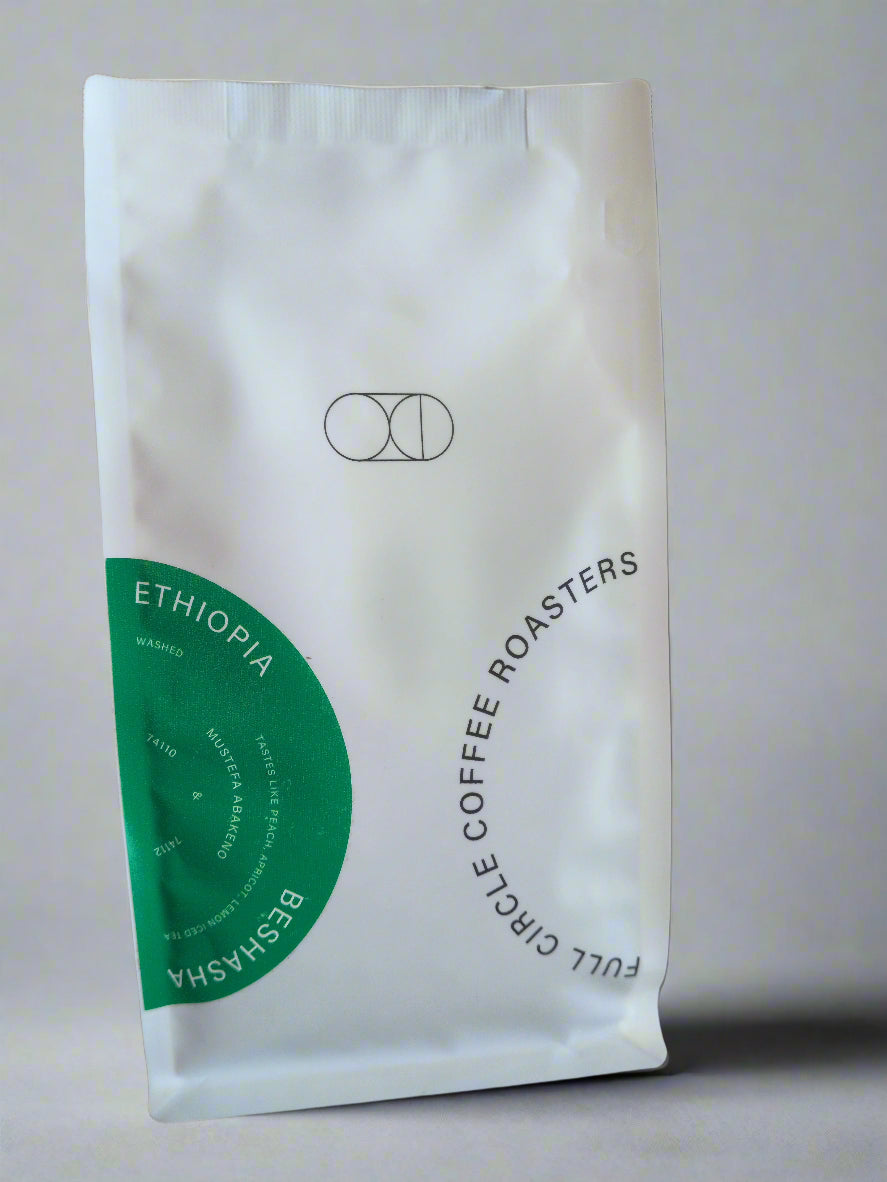 ETHIOPIA
WASHED
74110
&
74112
MUSTEFA ABAKENO
TASTES LIKE PEACH, APRICOT, LEMON ICED TEA
BESHASHA
FULL CIRCLE COFFEE ROASTERS